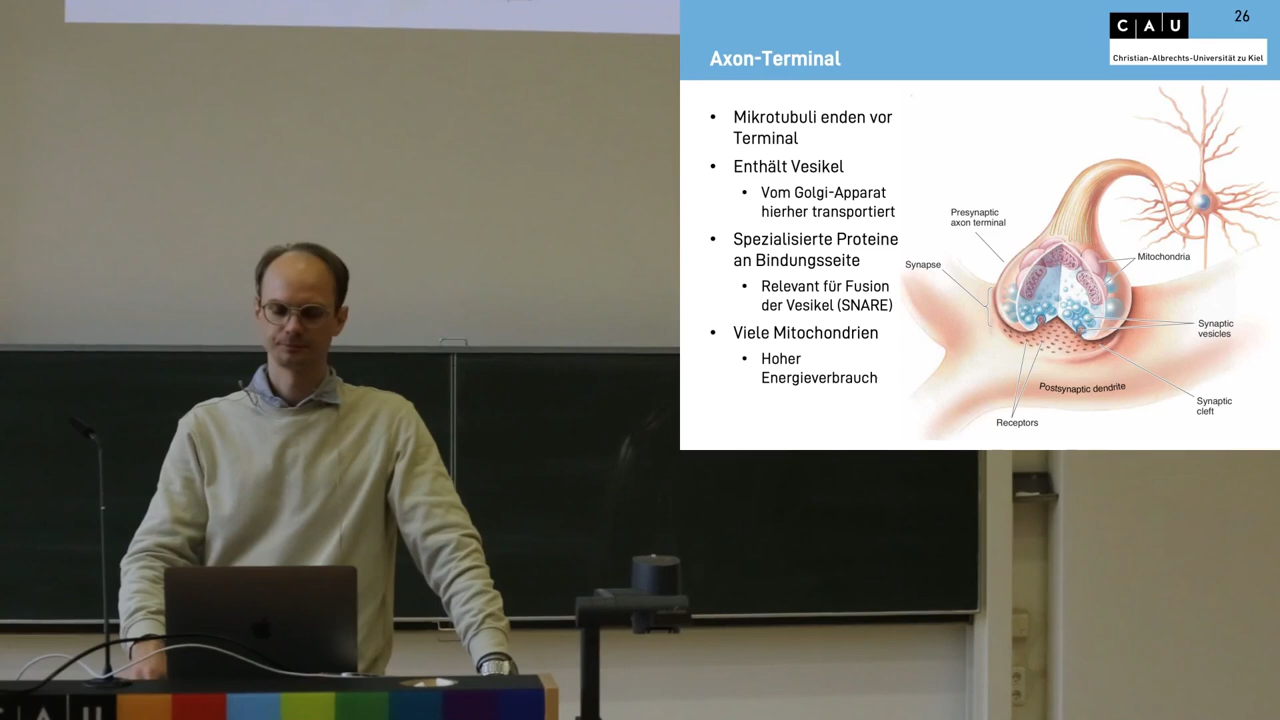 26
C A U
Christian-Albrechts-Universität zu Kiel
Axon-Terminal
• Mikrotubuli enden vor
Terminal
• Enthält Vesikel
• Vom Golgi-Apparat
hierher transportiert
• Spezialisierte Proteine
an Bindungsseite
• Relevant für Fusion
der Vesikel (SNARE)
• Viele Mitochondrien
• Hoher
Energieverbrauch
Presynaptic
axon terminal
Synapse
Mitochondria
Synaptic
vesicles
Postsynaptic dendrite
Synaptic
cleft
Receptors
C A U